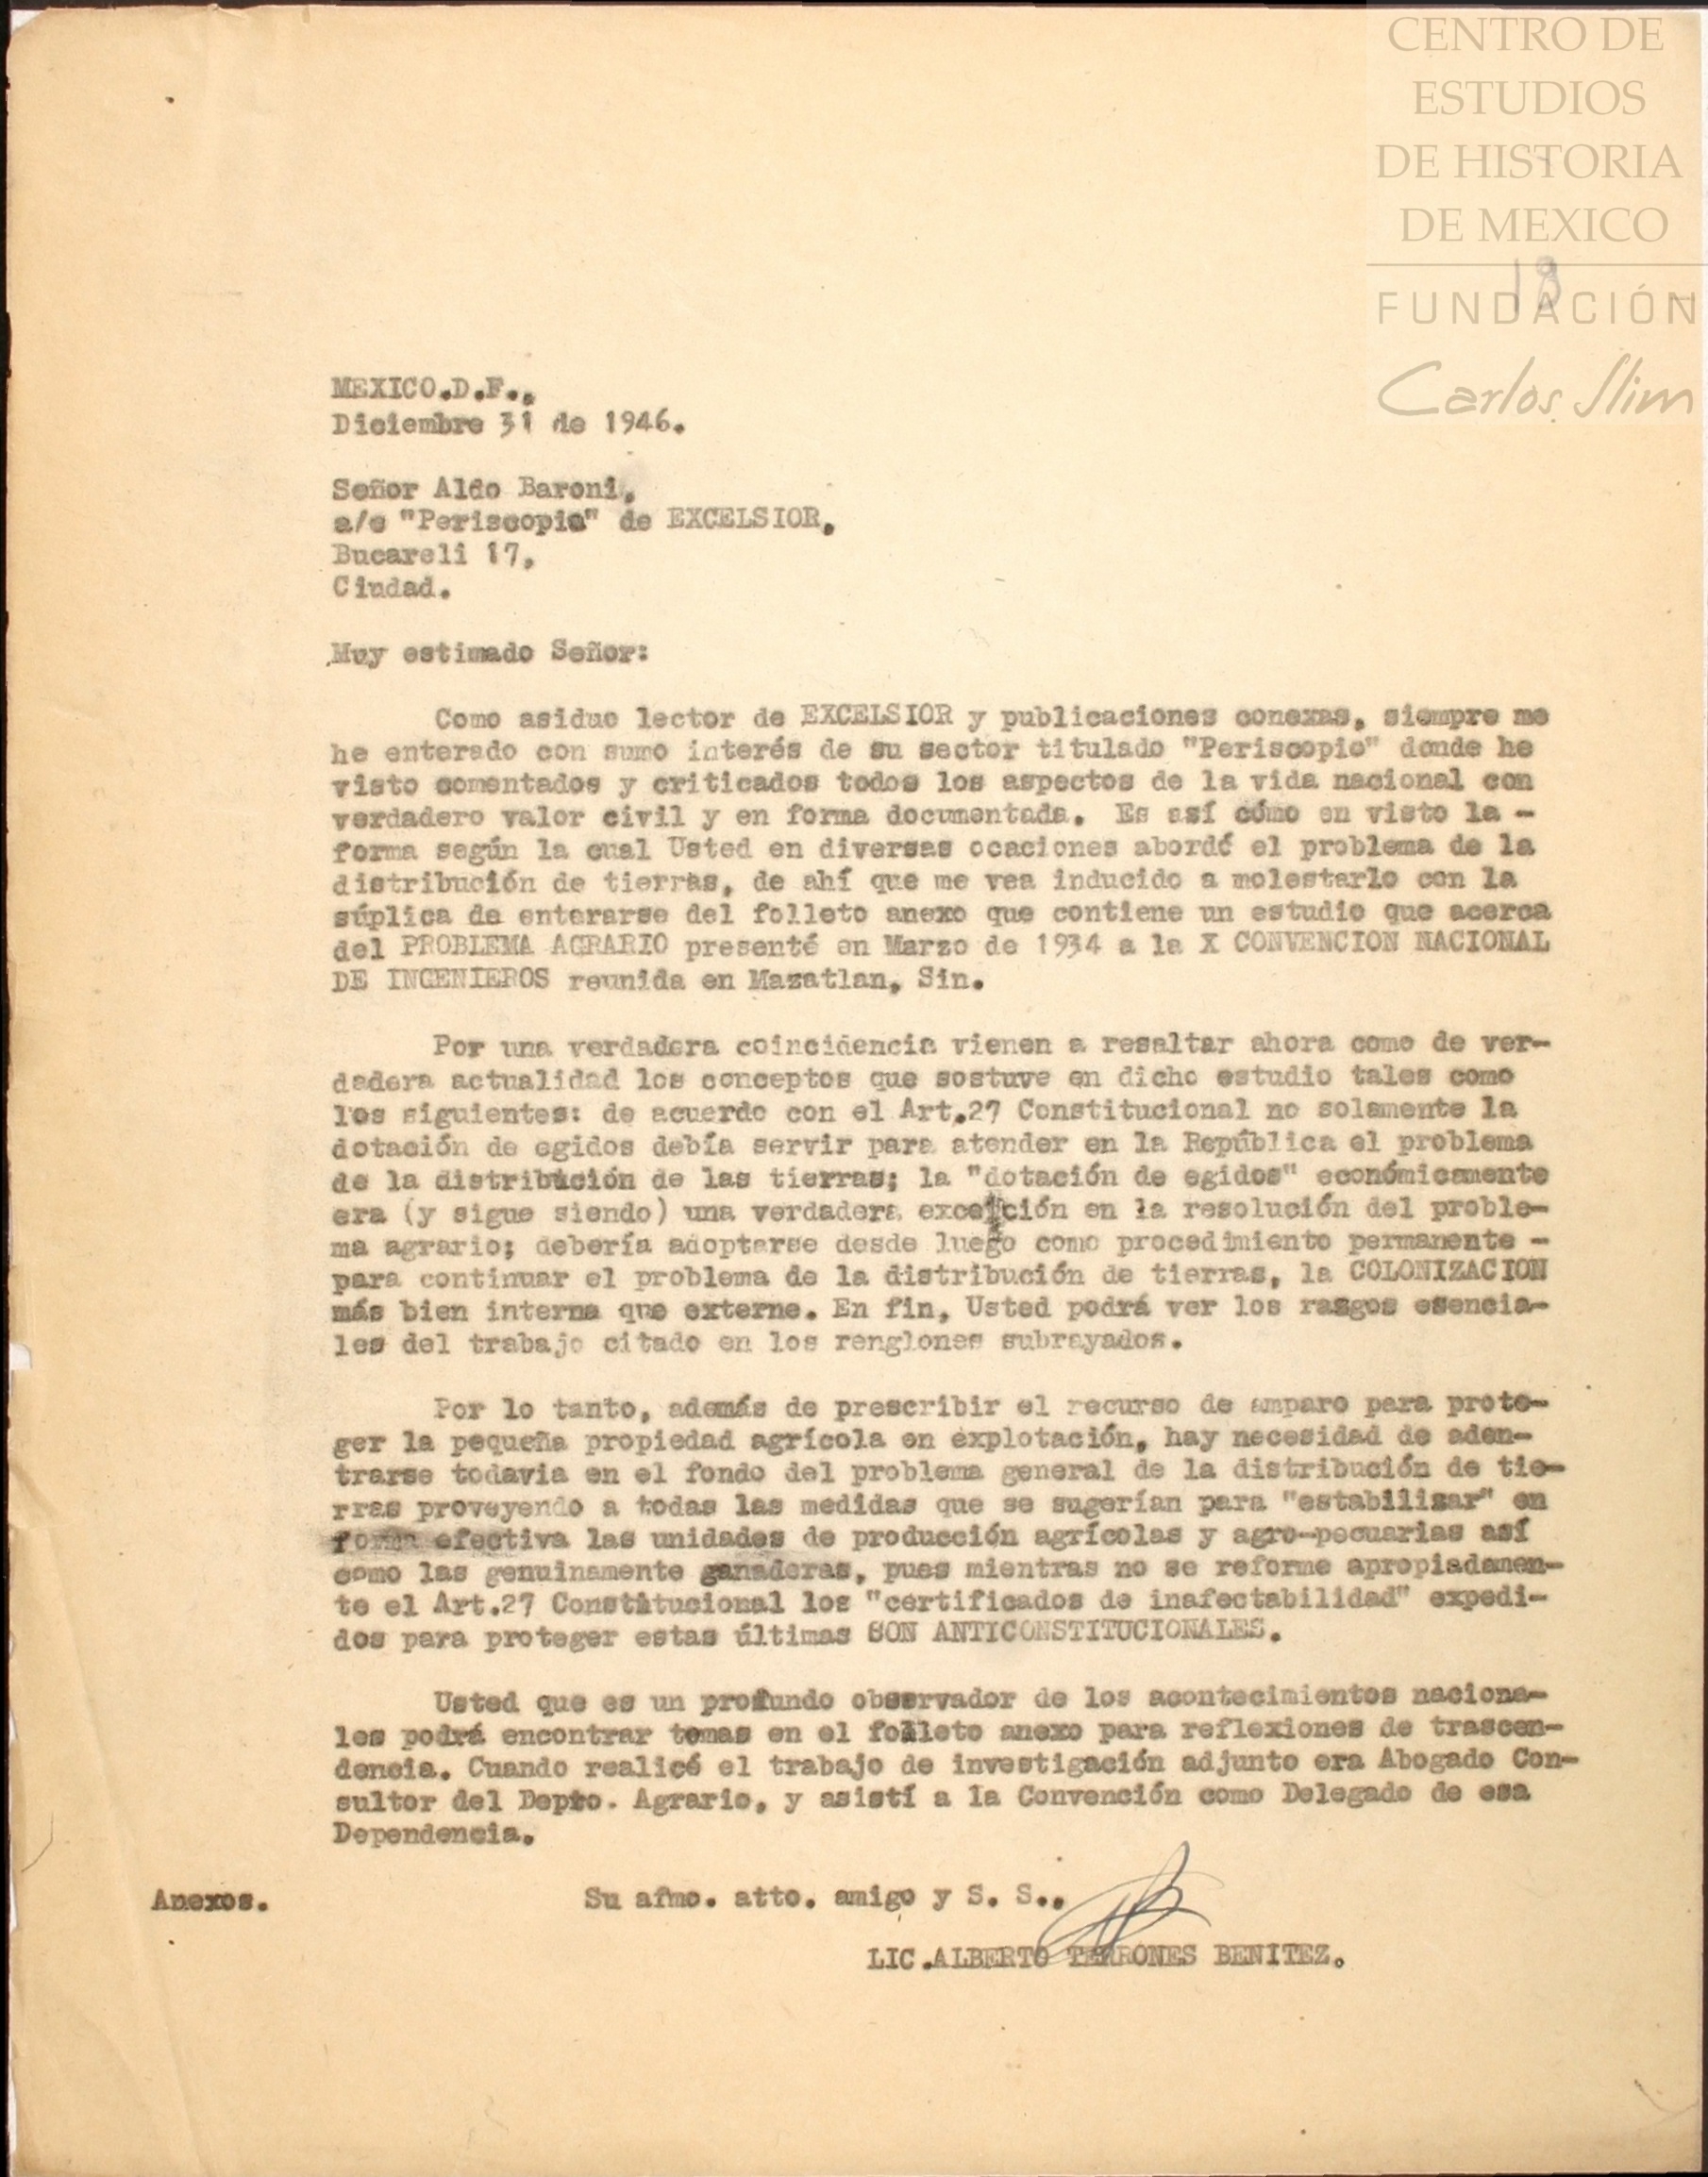 CENTRO DE
ESTUDIOS
DE HISTORIA
DE MEXICO
18
FUNDACIÓN
Carlos Slim
MEXICO.D.F.,
Diciembre 31 de 1946.
Señor Aldo Baroni,
a/c "Periscopio" de EXCELSIOR,
Bucareli 17,
Ciudad.
Muy estimado Señor:
Como asiduo lector de EXCELSIOR y publicaciones conexas, siempre me
he enterado con sumo interés de su sector titulado "Periscopio" donde he
visto comentados y criticados todos los aspectos de la vida nacional con
verdadero valor civil y en forma documentada. Es así cómo en visto la -
forma según la cual Usted en diversas ocaciones abordó el problema de la
distribución de tierras, de ahí que me vea inducido a molestarlo con la
súplica de enterarse del folleto anexo que contiene un estudio que acerca
del PROBLEMA AGRARIO presenté en Marzo de 1934 a la X CONVENCION NACIONAL
DE INGENIEROS reunida en Mazatlan, Sin.
Por una verdadera coincidencia vienen a resaltar ahora como de ver-
dadera actualidad los conceptos que sostuve en dicho estudio tales como
los siguientes: de acuerdo con el Art.27 Constitucional no solamente la
dotación de egidos debía servir para atender en la República el problema
de la distribución de las tierras; la "dotación de egidos" económicamente
era (y sigue siendo) una verdadera excepción en la resolución del proble-
ma agrario; debería adoptarse desde luego como procedimiento permanente -
para continuar el problema de la distribución de tierras, la COLONIZACION
más bien interna que externe. En fin, Usted podrá ver los rasgos esencia-
les del trabajo citado en los renglones subrayados.
Por lo tanto, además de prescribir el recurso de amparo para prote-
ger la pequeña propiedad agrícola en explotación, hay necesidad de aden-
trarse todavia en el fondo del problema general de la distribución de tie-
rras proveyendo a todas las medidas que se sugerían para "estabilizar" en
forma efectiva las unidades de producción agrícolas y agro-pecuarias así
como las genuinamente ganaderas, pues mientras no se reforme apropiadamen-
te el Art.27 Constitucional los "certificados de inafectabilidad" expedi-
dos para proteger estas últimas SON ANTICONSTITUCIONALES.
Usted que es un profundo observador de los acontecimientos naciona-
les podrá encontrar temas en el folleto anexo para reflexiones de trascen-
dencia. Cuando realicé el trabajo de investigación adjunto era Abogado Con-
sultor del Depto. Agrario, y asistí a la Convención como Delegado de esa
Dependencia.
Anexos.
Su afmo. atto. amigo y S. S.,
LIC.ALBERTO TERRONES BENITEZ.